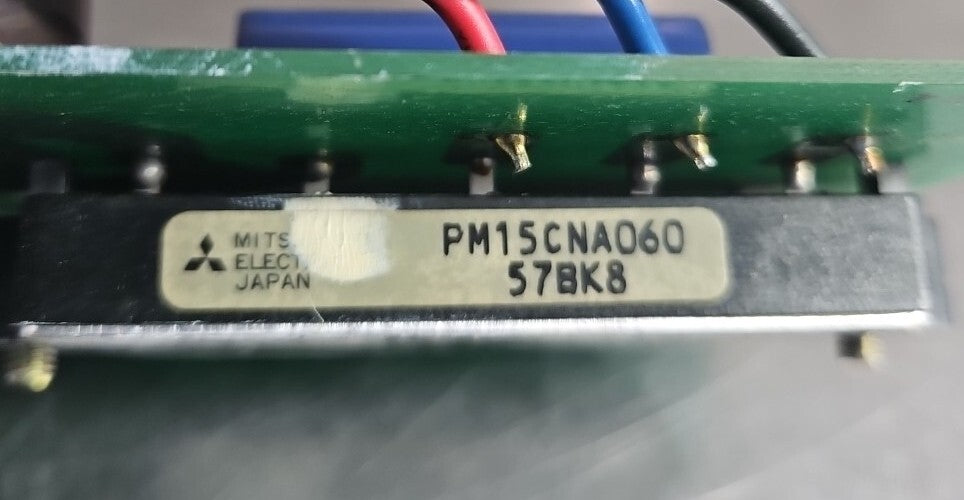 MITS
ELECT
JAPAN
PM15CNA060
57BK8